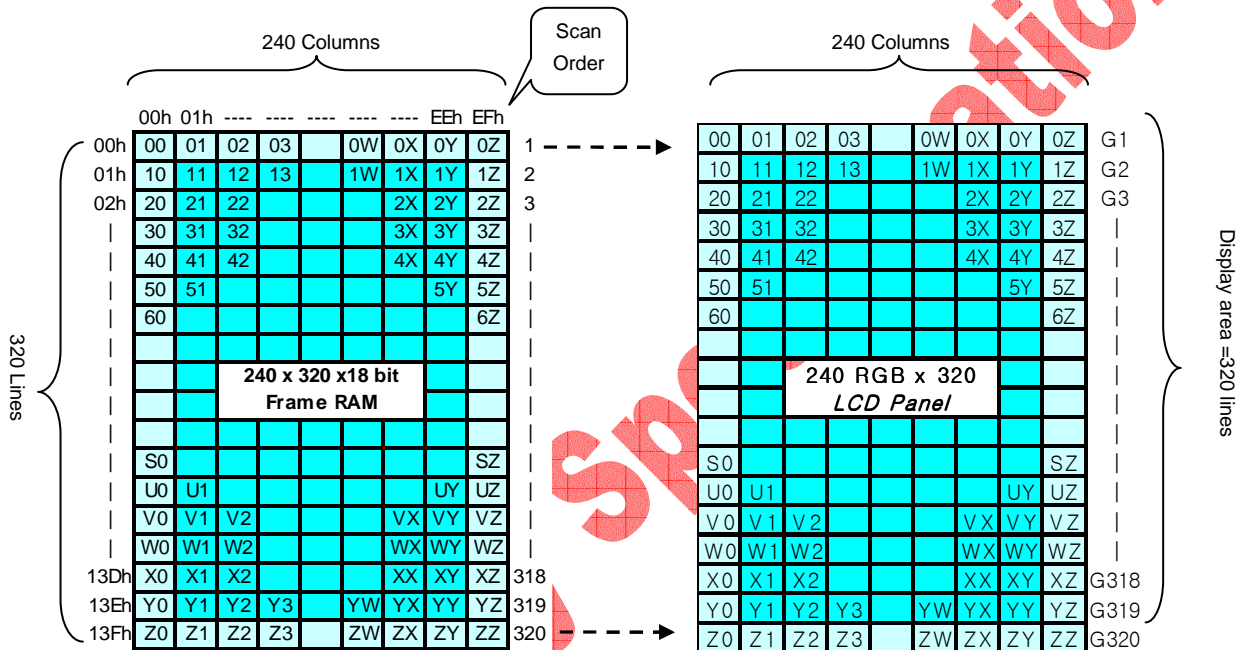 Scan
Order
240 Columns
240 Columns
00h 01h ---- ---- ---- ---- ---- EEh EFh
00h 00 01 02 03 0W 0X 0Y 0Z 1
00 01 02 03 0W 0X 0Y 0Z G1
01h 10 11 12 13 1W 1X 1Y 1Z 2
10 11 12 13 1W 1X 1Y 1Z G2
02h 20 21 22 2X 2Y 2Z 3
20 21 22 2X 2Y 2Z G3
30 31 32 3X 3Y 3Z
30 31 32 3X 3Y 3Z
40 41 42 4X 4Y 4Z
40 41 42 4X 4Y 4Z
50 51 5Y 5Z
50 51 5Y 5Z
60 6Z
60 6Z
320 Lines
240 x 320 x18 bit
Frame RAM
240 RGB x 320
LCD Panel
Display area =320 lines
S0 SZ
S0 SZ
U0 U1 UY UZ
U0 U1 UY UZ
V0 V1 V2 VX VY VZ
V0 V1 V2 VX VY VZ
W0 W1 W2 WX WY WZ
W0 W1 W2 WX WY WZ
13Dh X0 X1 X2 XX XY XZ 318
X0 X1 X2 XX XY XZ G318
13Eh Y0 Y1 Y2 Y3 YW YX YY YZ 319
Y0 Y1 Y2 Y3 YW YX YY YZ G319
13Fh Z0 Z1 Z2 Z3 ZW ZX ZY ZZ 320
Z0 Z1 Z2 Z3 ZW ZX ZY ZZ G320